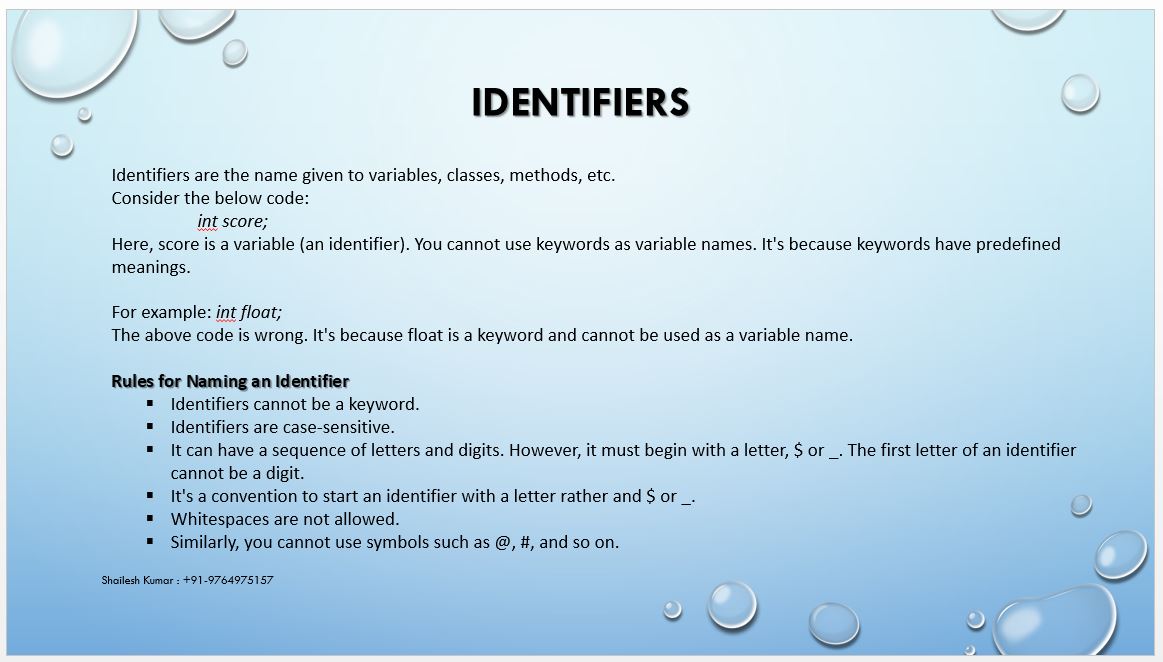 IDENTIFIERS
Identifiers are the name given to variables, classes, methods, etc.
Consider the below code:
int score;
Here, score is a variable (an identifier). You cannot use keywords as variable names. It's because keywords have predefined
meanings.
For example: int float;
The above code is wrong. It's because float is a keyword and cannot be used as a variable name.
Rules for Naming an Identifier
▪ Identifiers cannot be a keyword.
▪ Identifiers are case-sensitive.
▪ It can have a sequence of letters and digits. However, it must begin with a letter, $ or _. The first letter of an identifier
cannot be a digit.
▪ It's a convention to start an identifier with a letter rather and $ or _.
▪ Whitespaces are not allowed.
▪ Similarly, you cannot use symbols such as @, #, and so on.
Shailesh Kumar : +91-9764975157